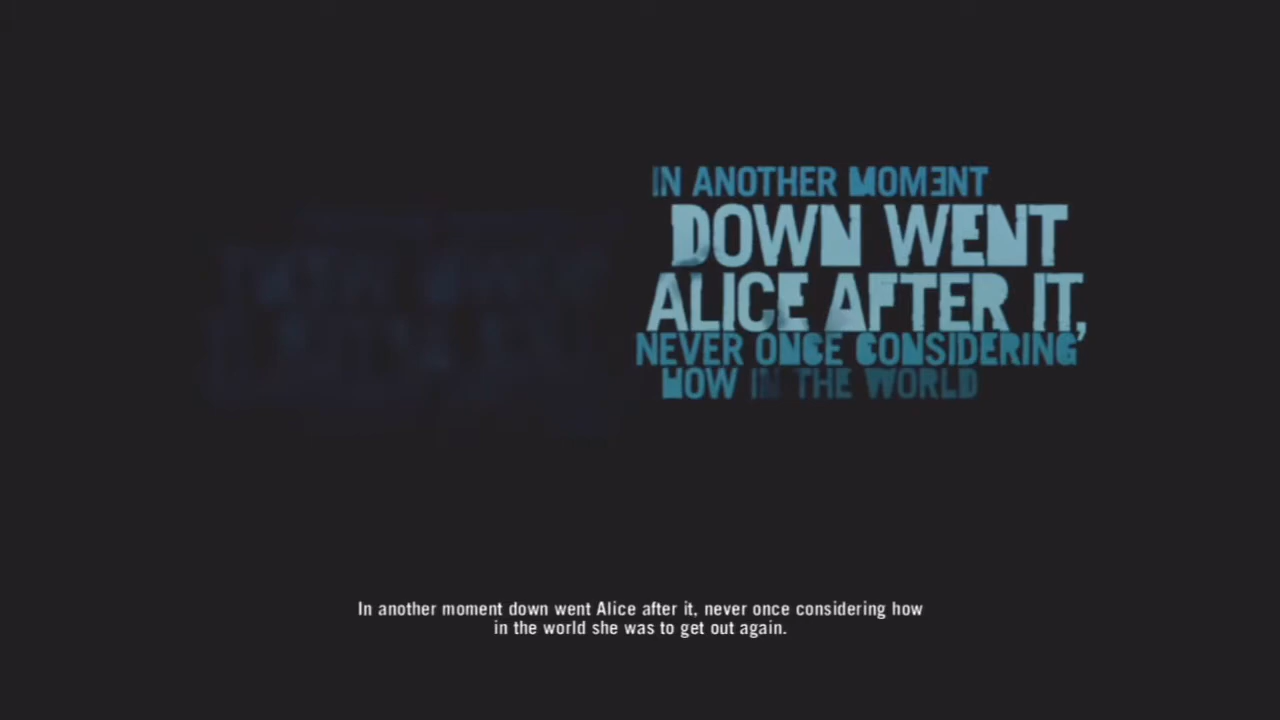 IN ANOTHER MOMENT
DOWN WENT
ALICE AFTER IT,
NEVER ONCE CONSIDERING
HOW IN THE WORLD
In another moment down went Alice after it, never once considering how
in the world she was to get out again.